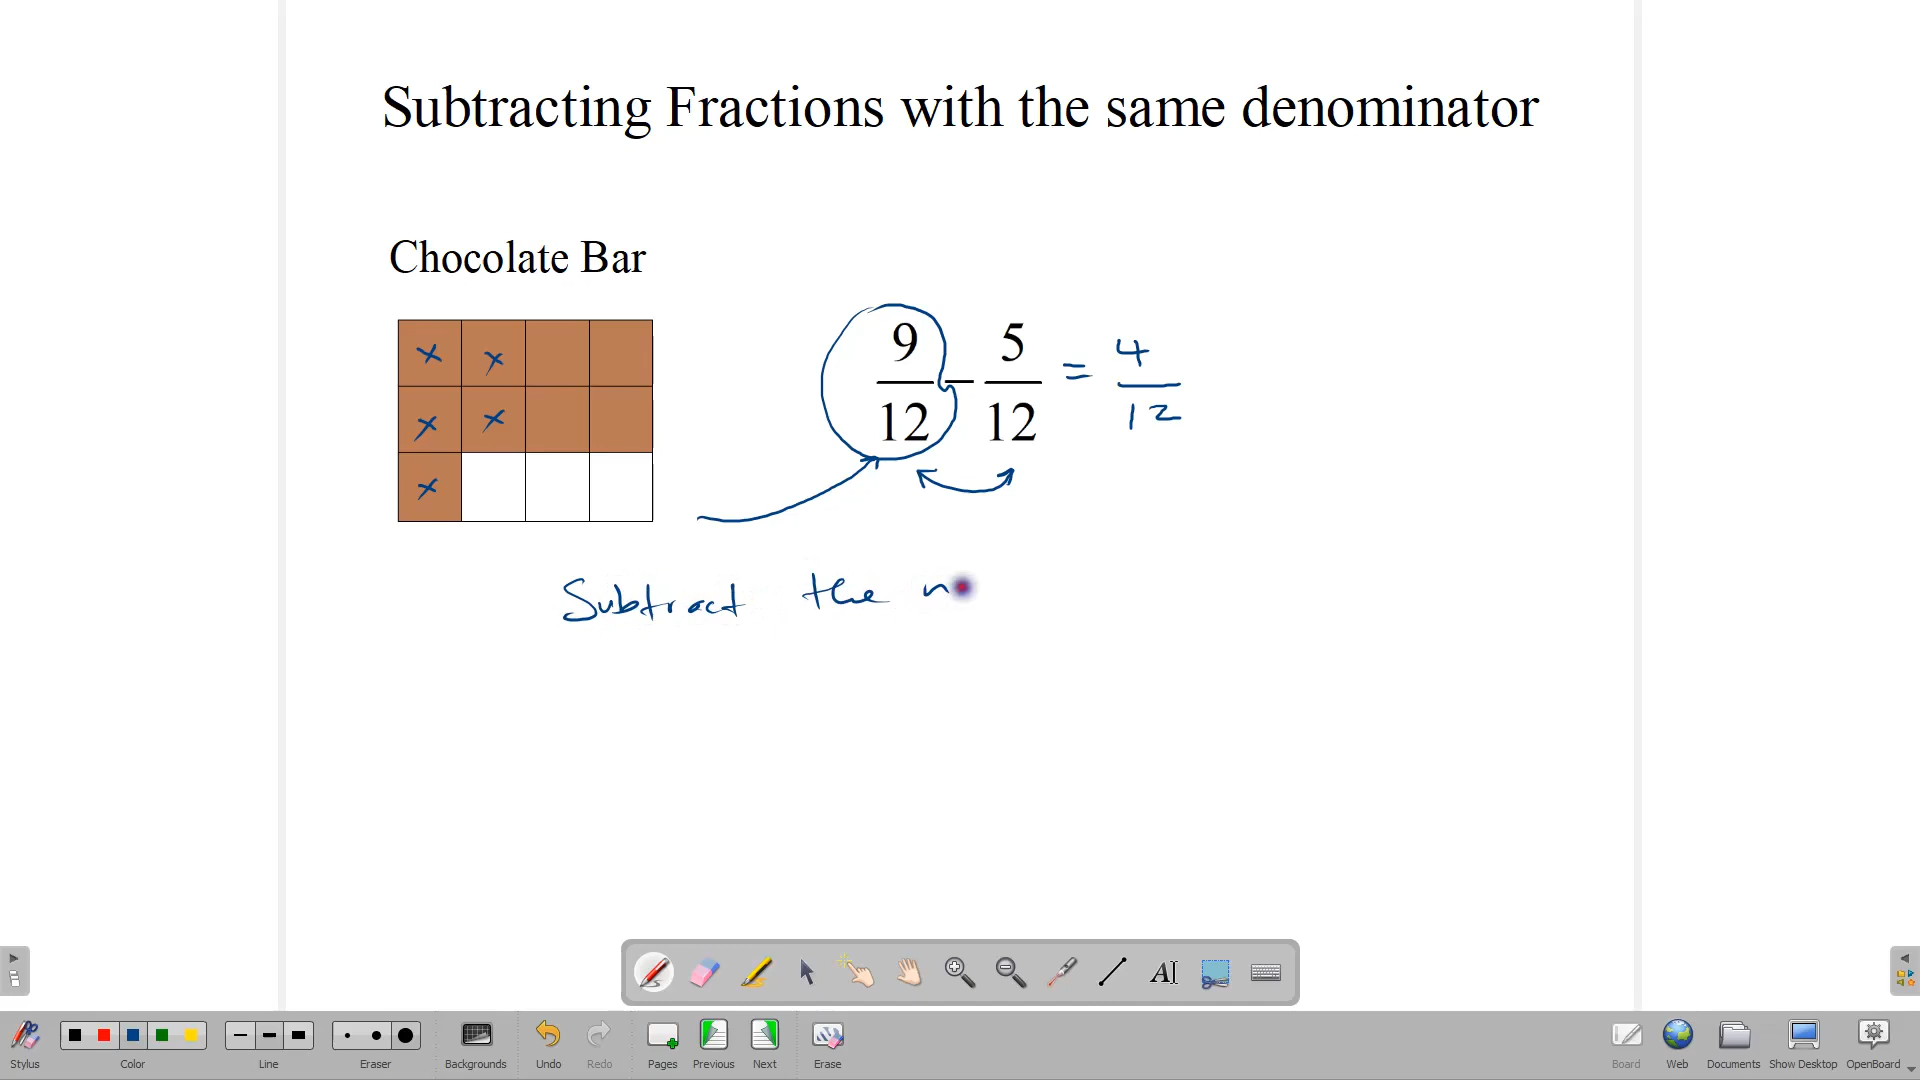 Subtracting Fractions with the same denominator
Chocolate Bar
x x
x x
x
9/12 − 5/12 = 4/12
Subtract the n
Stylus Color Line Eraser Backgrounds Undo Redo Pages Previous Next Erase Board Web Documents Show Desktop OpenBoard